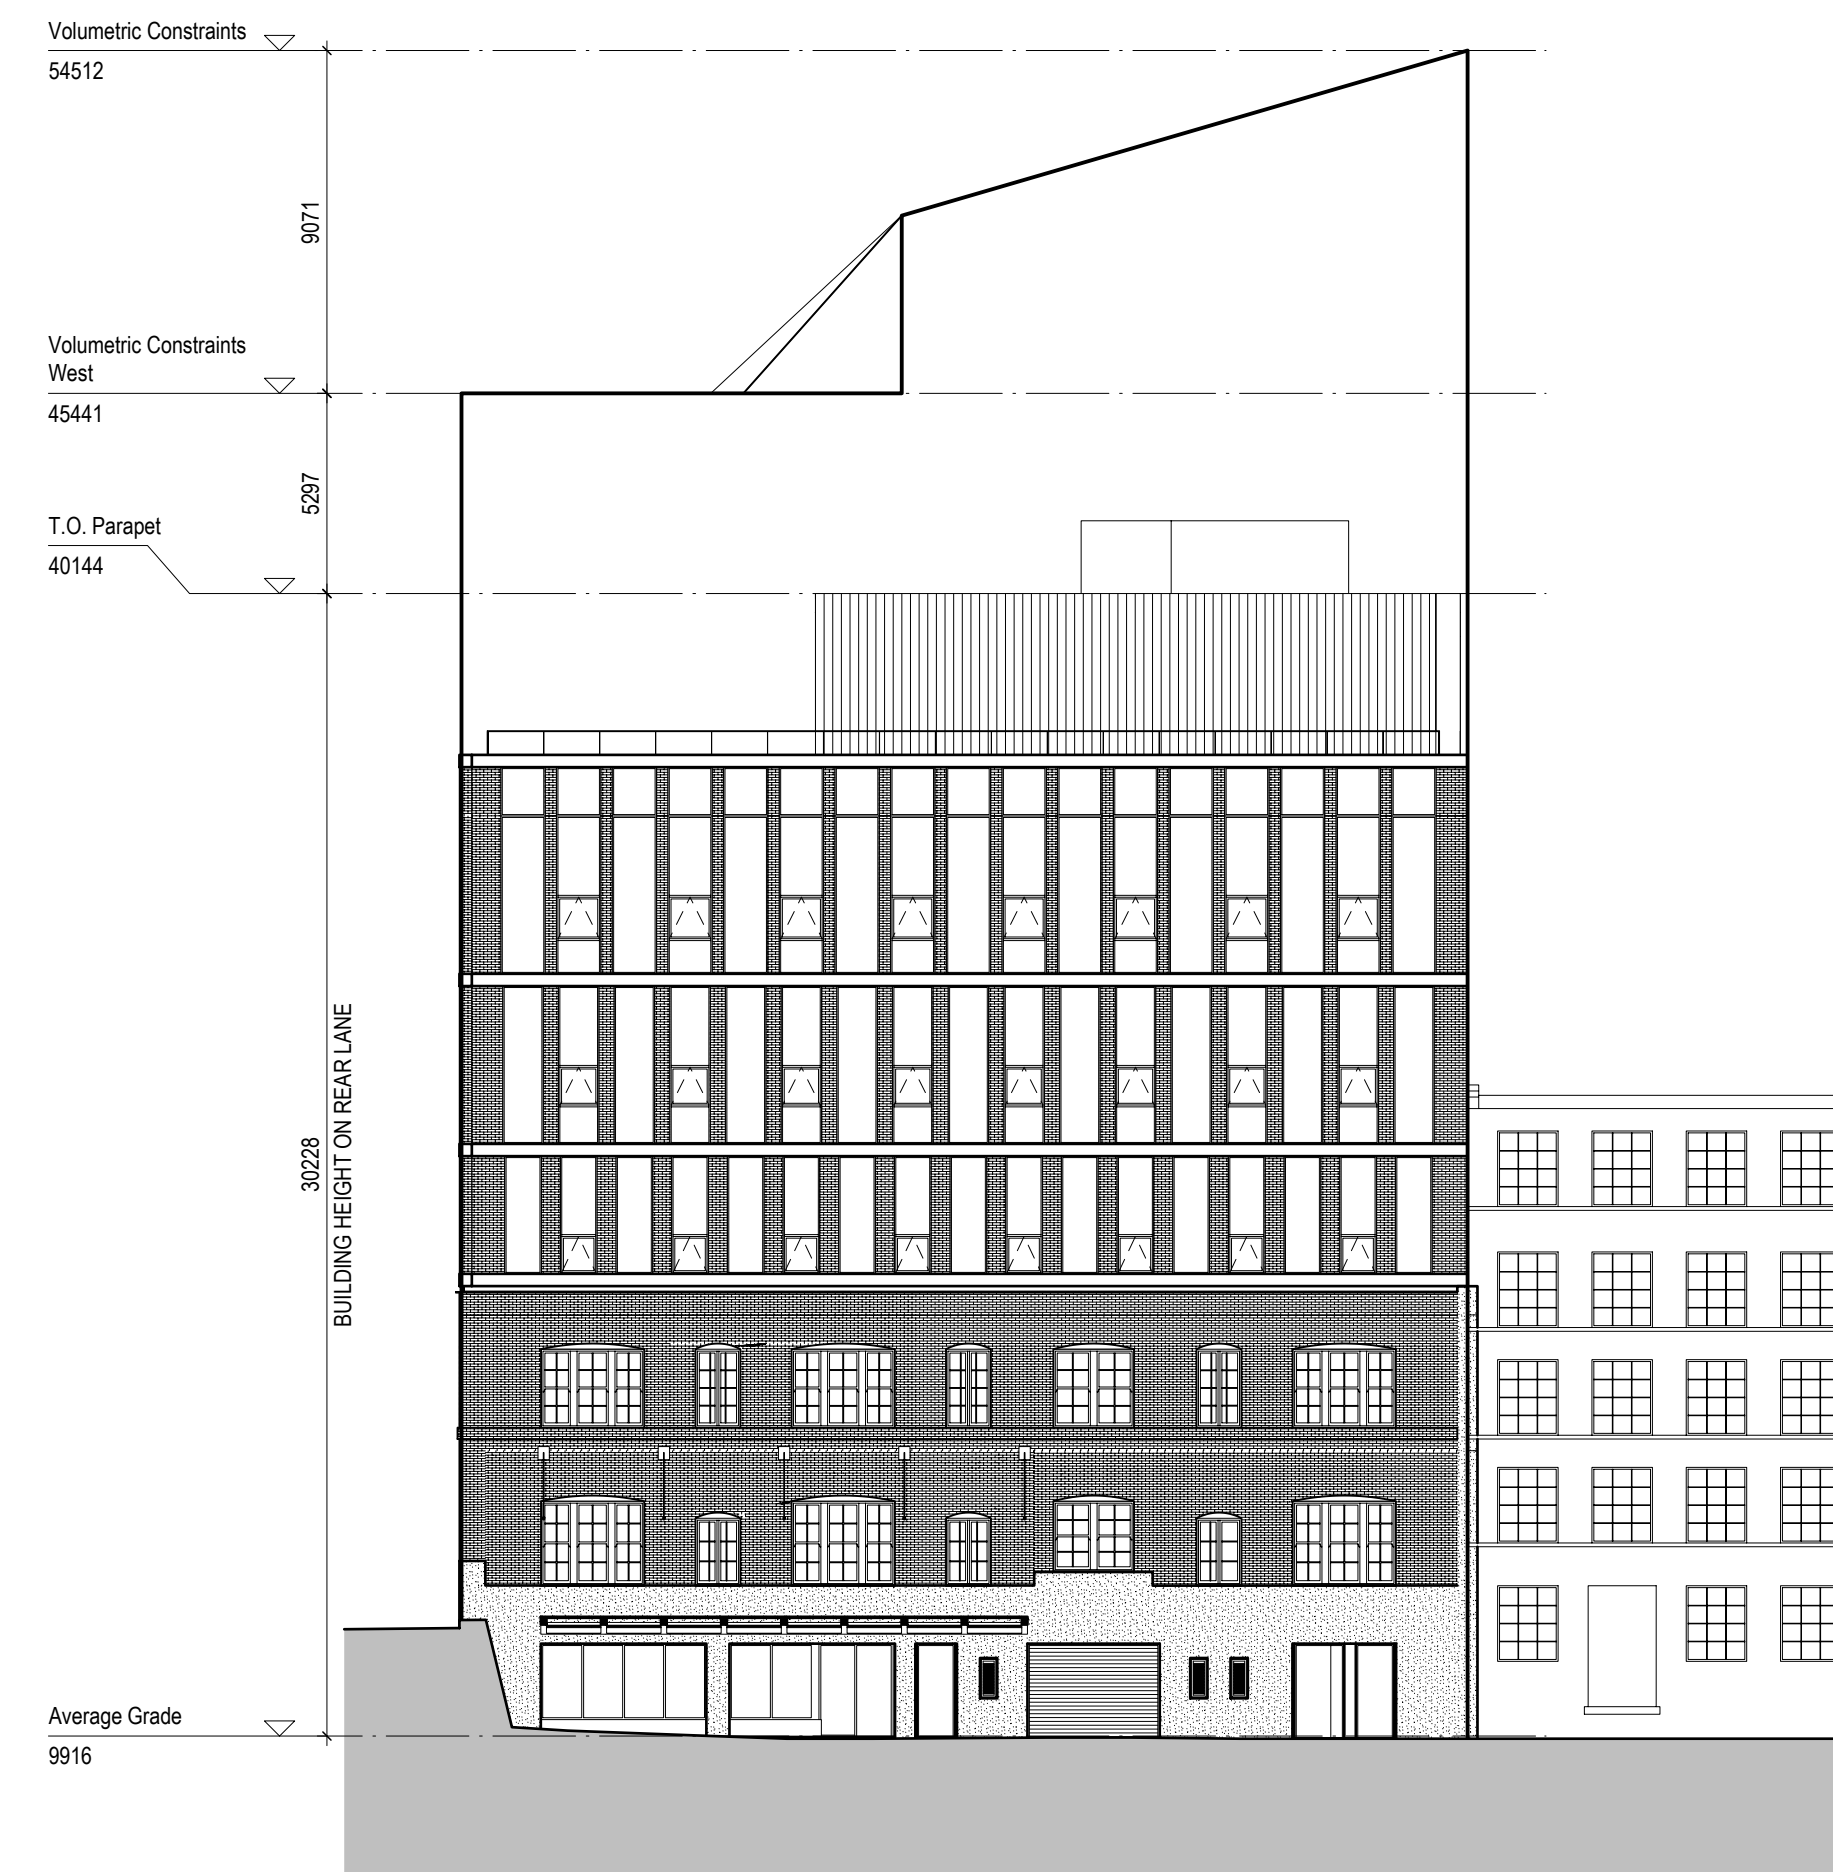 Volumetric Constraints
54512
9071
Volumetric Constraints
West
45441
5297
T.O. Parapet
40144
30228
BUILDING HEIGHT ON REAR LANE
Average Grade
9916